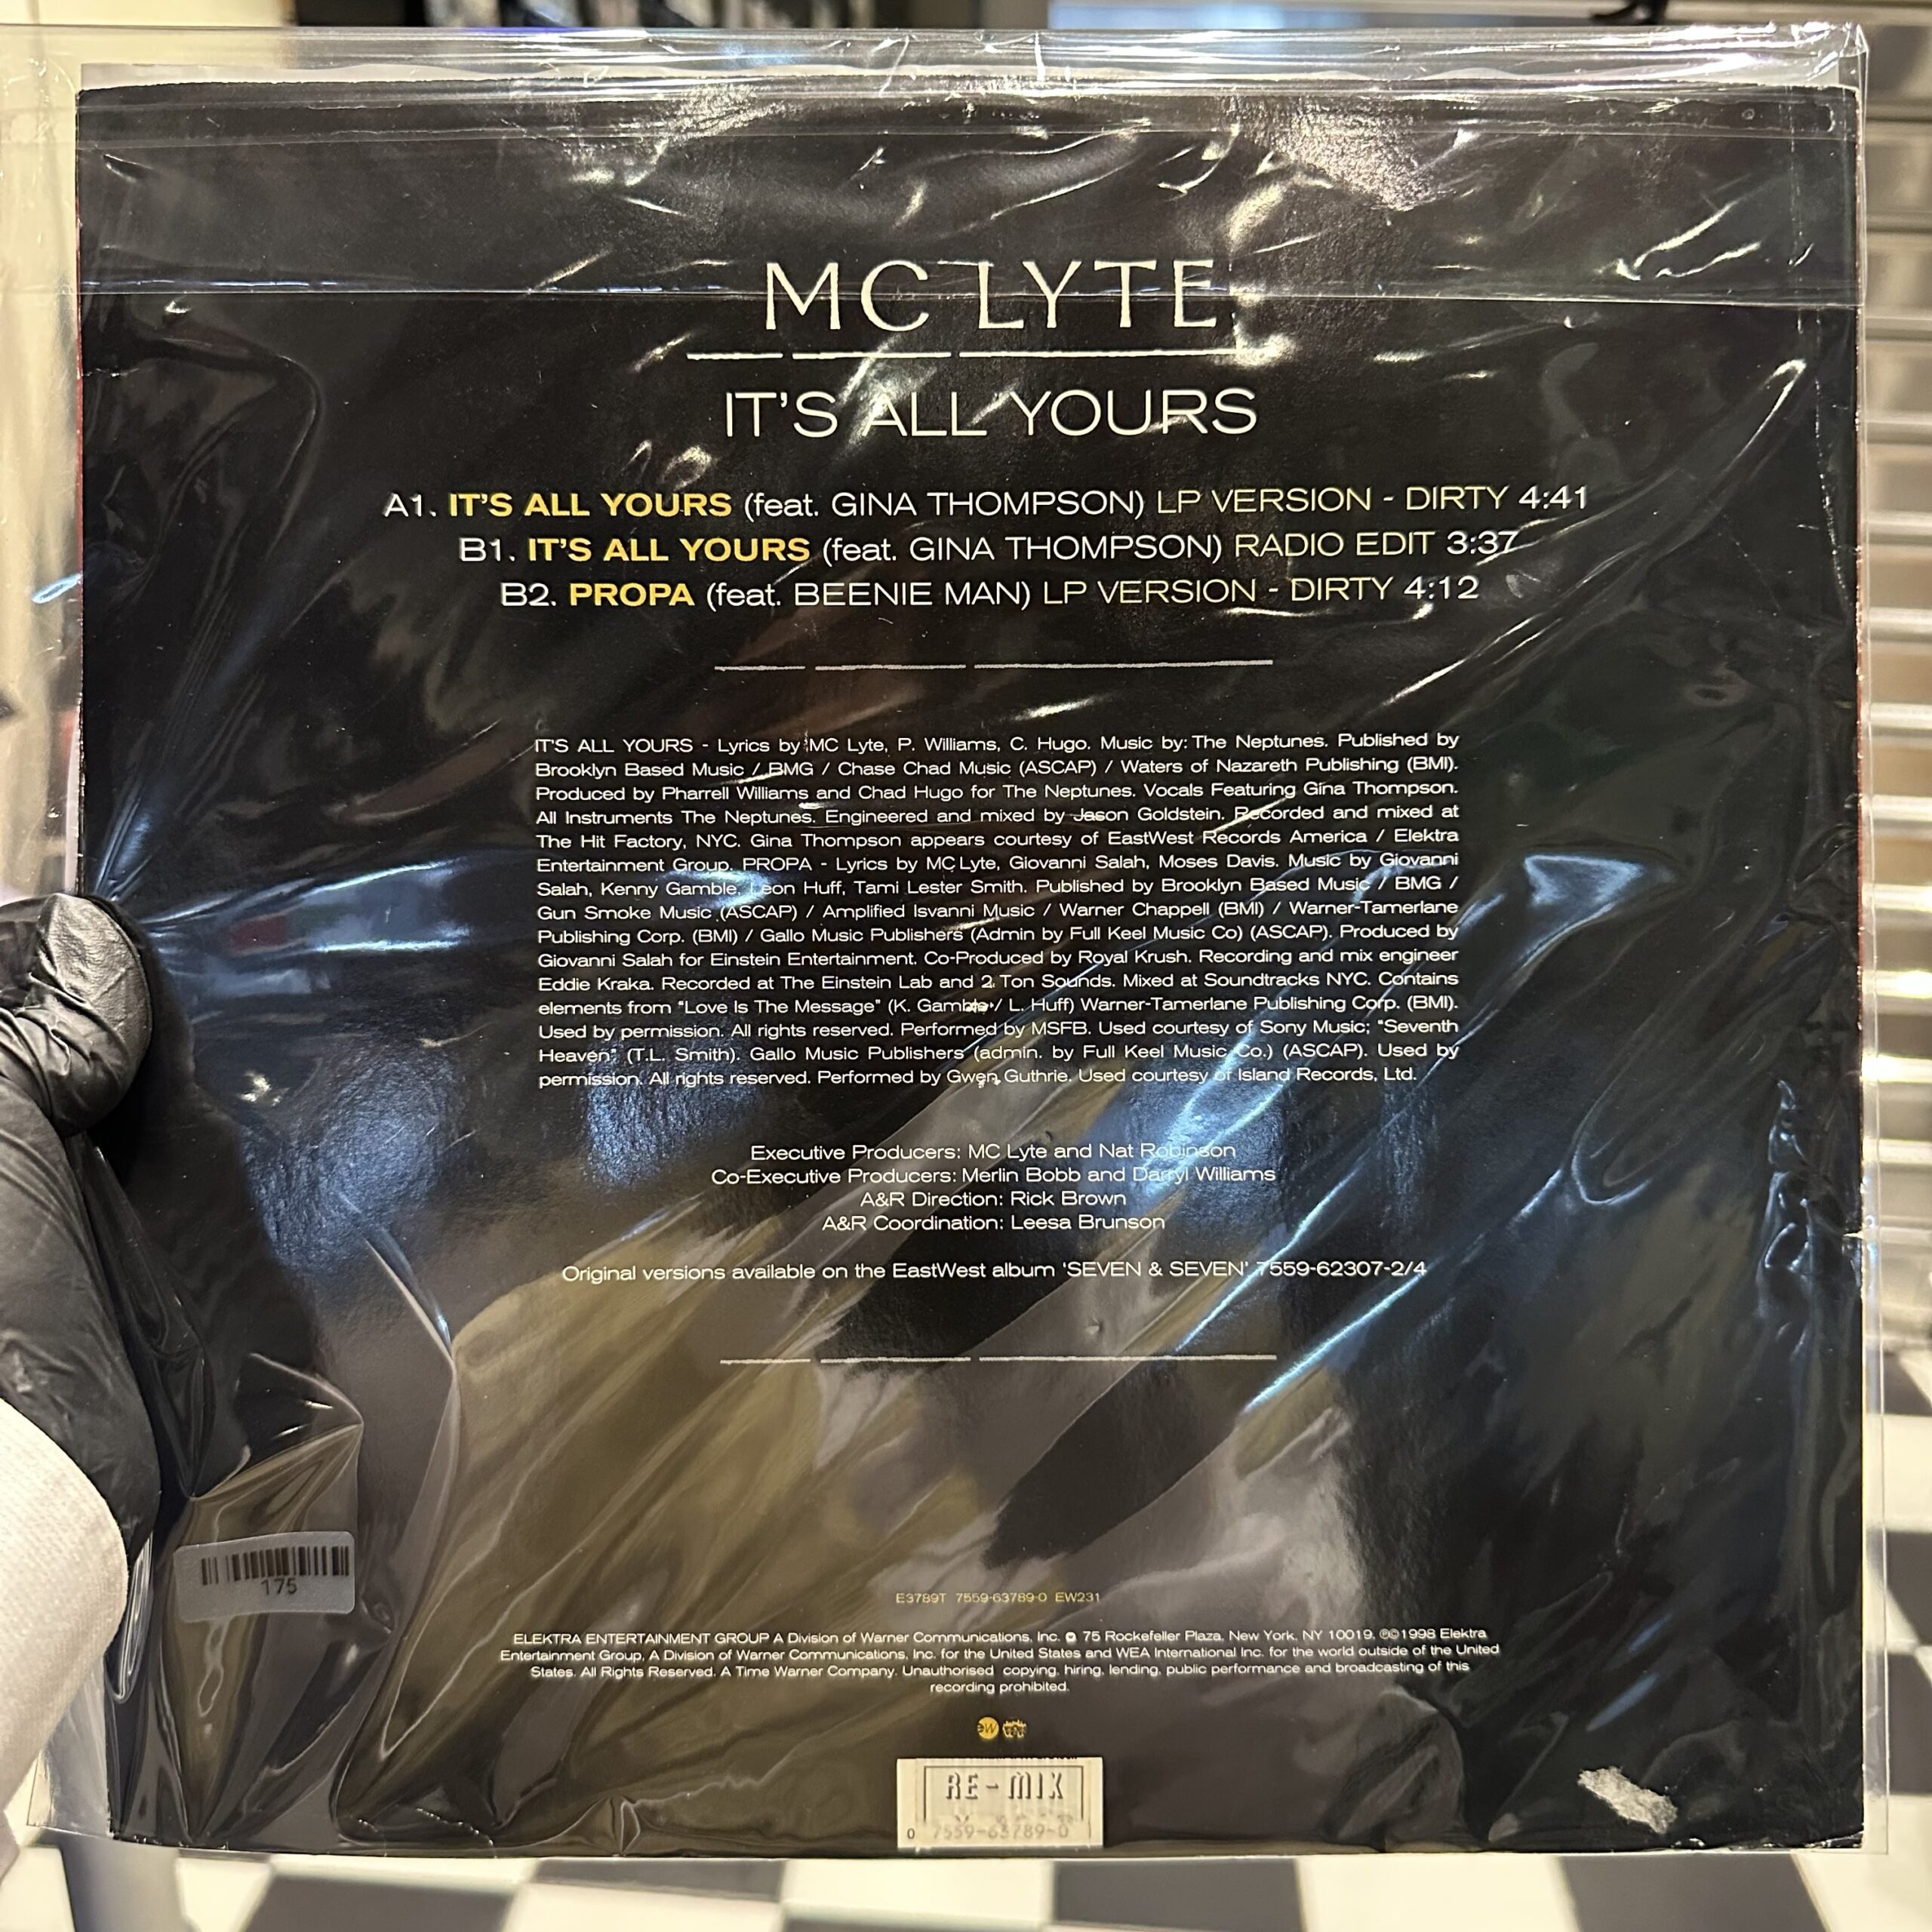 MC LYTE
IT'S ALL YOURS
A1. IT'S ALL YOURS (feat. GINA THOMPSON) LP VERSION - DIRTY 4:41
B1. IT'S ALL YOURS (feat. GINA THOMPSON) RADIO EDIT 3:37
B2. PROPA (feat. BEENIE MAN) LP VERSION - DIRTY 4:12
IT'S ALL YOURS - Lyrics by MC Lyte, P. Williams, C. Hugo. Music by: The Neptunes. Published by
Brooklyn Based Music / BMG / Chase Chad Music (ASCAP) / Waters of Nazareth Publishing (BMI).
Produced by Pharrell Williams and Chad Hugo for The Neptunes. Vocals Featuring Gina Thompson.
All Instruments The Neptunes. Engineered and mixed by Jason Goldstein. Recorded and mixed at
The Hit Factory, NYC. Gina Thompson appears courtesy of EastWest Records America / Elektra
Entertainment Group. PROPA - Lyrics by MC Lyte, Giovanni Salah, Moses Davis. Music by Giovanni
Salah, Kenny Gamble, Leon Huff, Tami Lester Smith. Published by Brooklyn Based Music / BMG /
Gun Smoke Music (ASCAP) / Amplified Isvanni Music / Warner Chappell (BMI) / Warner-Tamerlane
Publishing Corp. (BMI) / Gallo Music Publishers (Admin by Full Keel Music Co) (ASCAP). Produced by
Giovanni Salah for Einstein Entertainment. Co-Produced by Royal Krush. Recording and mix engineer
Eddie Kraka. Recorded at The Einstein Lab and 2 Ton Sounds. Mixed at Soundtracks NYC. Contains
elements from “Love Is The Message” (K. Gamble / L. Huff) Warner-Tamerlane Publishing Corp. (BMI).
Used by permission. All rights reserved. Performed by MSFB. Used courtesy of Sony Music; “Seventh
Heaven” (T.L. Smith). Gallo Music Publishers (admin. by Full Keel Music Co.) (ASCAP). Used by
permission. All rights reserved. Performed by Gwen Guthrie. Used courtesy of Island Records, Ltd.
Executive Producers: MC Lyte and Nat Robinson
Co-Executive Producers: Merlin Bobb and Darryl Williams
A&R Direction: Rick Brown
A&R Coordination: Leesa Brunson
Original versions available on the EastWest album 'SEVEN & SEVEN' 7559-62307-2/4
175
E3789T 7559-63789-0 EW231
ELEKTRA ENTERTAINMENT GROUP A Division of Warner Communications, Inc. 75 Rockefeller Plaza, New York, NY 10019. ℗©1998 Elektra
Entertainment Group, A Division of Warner Communications, Inc. for the United States and WEA International Inc. for the world outside of the United
States. All Rights Reserved. A Time Warner Company. Unauthorised copying, hiring, lending, public performance and broadcasting of this
recording prohibited.
ew
RE-MIX
0 7559-63789-0